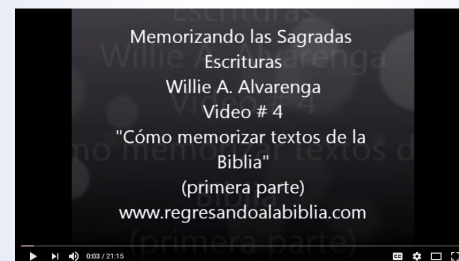 Memorizando las Sagradas
Escrituras
Willie A. Alvarenga
Video # 4
"Cómo memorizar textos de la
Biblia"
(primera parte)
www.regresandoalabiblia.com
0:03 / 21:15
CC